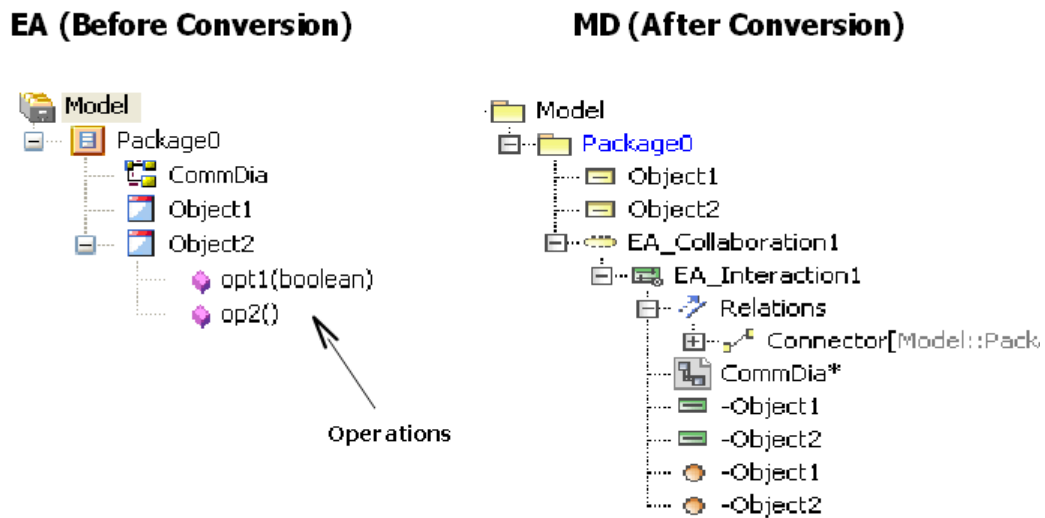 EA (Before Conversion)
MD (After Conversion)
Model
Package0
CommDia
Object1
Object2
opt1(boolean)
op2()
Operations
Model
Package0
Object1
Object2
EA_Collaboration1
EA_Interaction1
Relations
Connector[Model::Pack
CommDia*
-Object1
-Object2
-Object1
-Object2